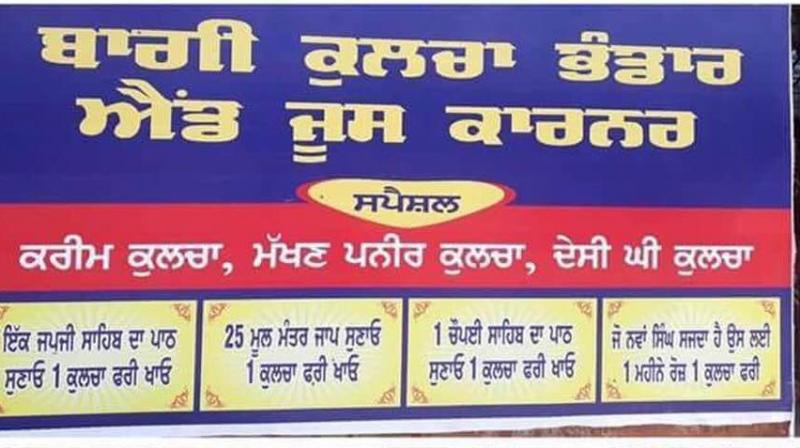 ਬਾਗੀ ਕੁਲਚਾ ਭੰਡਾਰ
ਐਂਡ ਜੂਸ ਕਾਰਨਰ
ਸਪੈਸ਼ਲ
ਕਰੀਮ ਕੁਲਚਾ, ਮੱਖਣ ਪਨੀਰ ਕੁਲਚਾ, ਦੇਸੀ ਘੀ ਕੁਲਚਾ
ਇੱਕ ਜਪੁਜੀ ਸਾਹਿਬ ਦਾ ਪਾਠ
ਸੁਣਾਓ 1 ਕੁਲਚਾ ਫਰੀ ਖਾਓ
25 ਮੂਲ ਮੰਤਰ ਜਾਪ ਸੁਣਾਓ
1 ਕੁਲਚਾ ਫਰੀ ਖਾਓ
1 ਚੌਪਈ ਸਾਹਿਬ ਦਾ ਪਾਠ
ਸੁਣਾਓ 1 ਕੁਲਚਾ ਫਰੀ ਖਾਓ
ਜੋ ਨਵਾਂ ਸਿੰਘ ਸਜਦਾ ਹੈ ਉਸ ਲਈ
1 ਮਹੀਨੇ ਰੋਜ਼ 1 ਕੁਲਚਾ ਫਰੀ